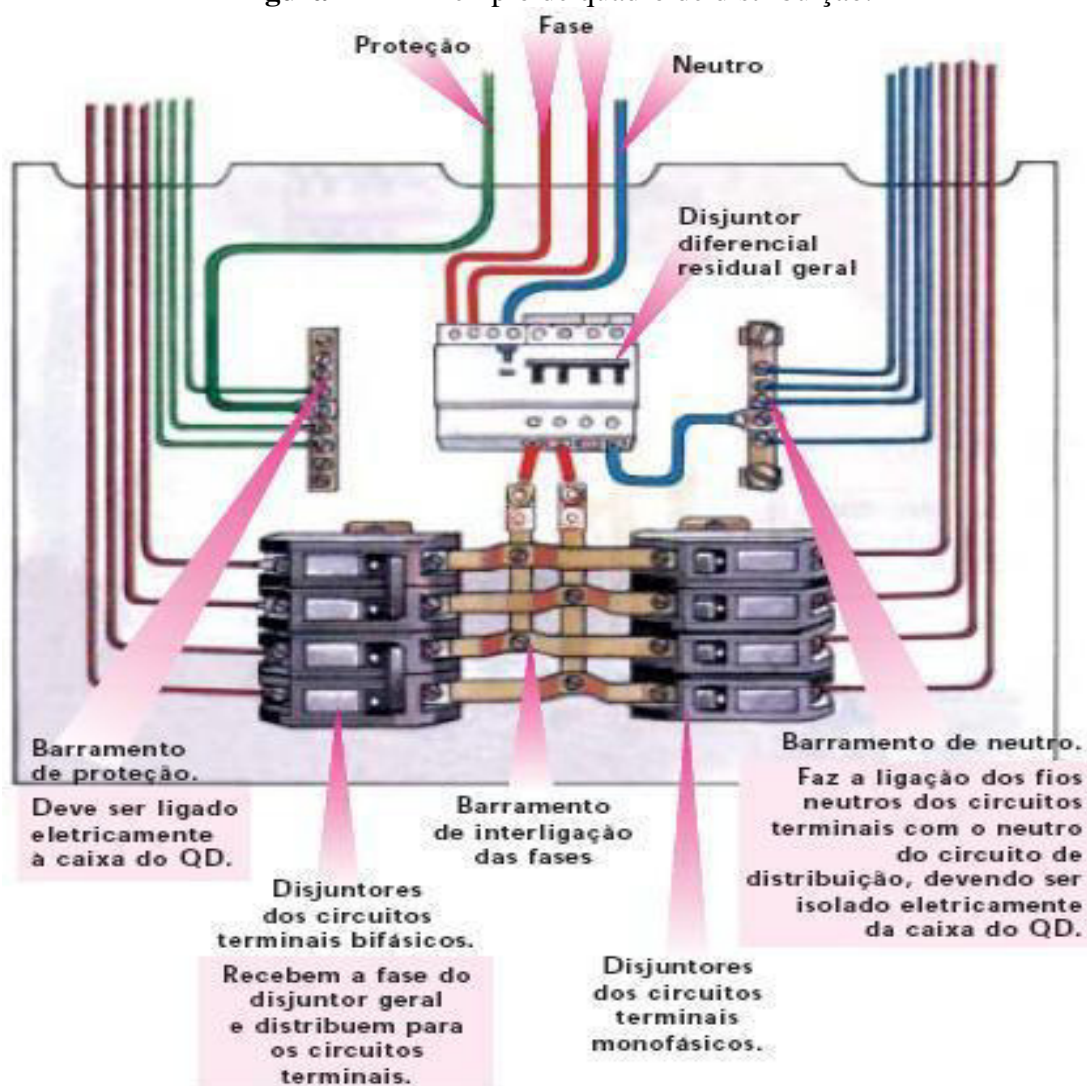 Proteção
Fase
Neutro
Disjuntor
diferencial
residual geral
Barramento
de proteção.
Deve ser ligado
eletricamente
à caixa do QD.
Disjuntores
dos circuitos
terminais bifásicos.
Recebem a fase do
disjuntor geral
e distribuem para
os circuitos
terminais.
Barramento
de interligação
das fases
Disjuntores
dos circuitos
terminais
monofásicos.
Barramento de neutro.
Faz a ligação dos fios
neutros dos circuitos
terminais com o neutro
do circuito de
distribuição, devendo ser
isolado eletricamente
da caixa do QD.